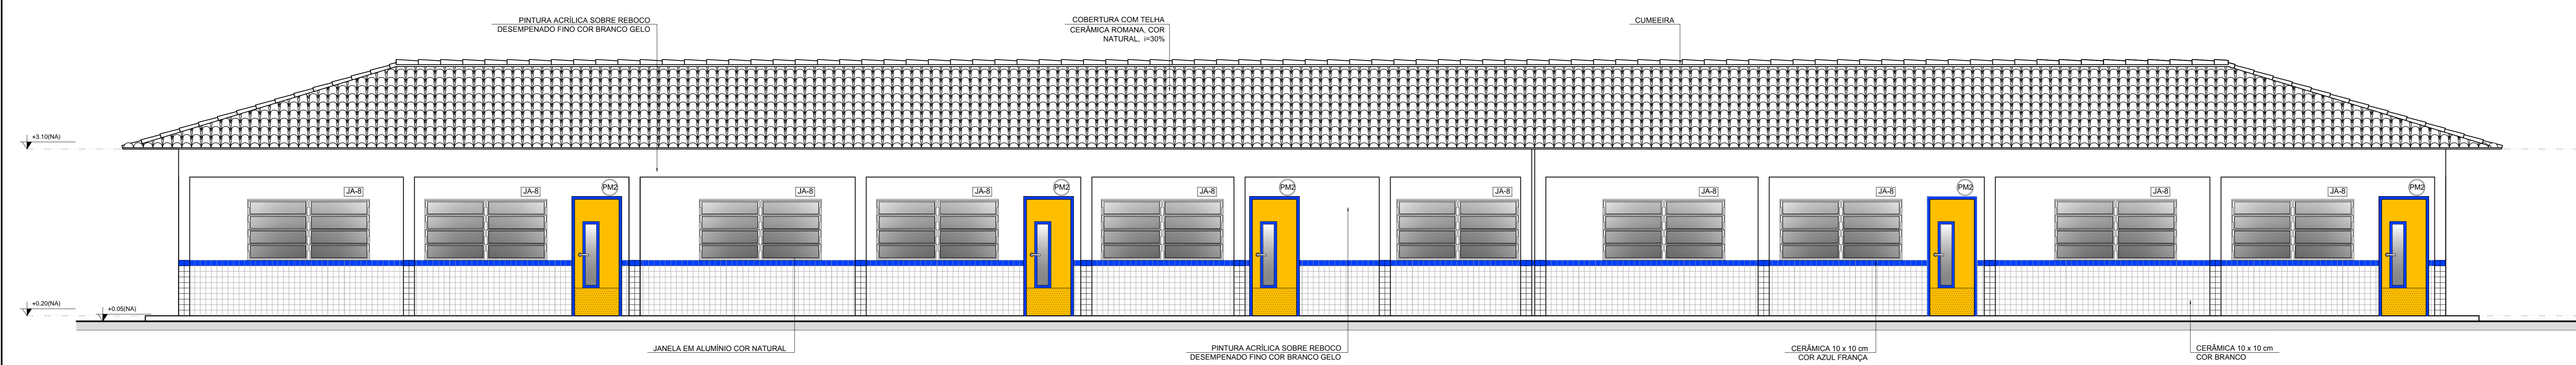 PINTURA ACRÍLICA SOBRE REBOCO
DESEMPENADO FINO COR BRANCO GELO
COBERTURA COM TELHA
CERÂMICA ROMANA, COR
NATURAL, i=30%
CUMEEIRA
+3.10(NA)
JA-8
JA-8
PM2
JA-8
JA-8
PM2
JA-8
PM2
JA-8
JA-8
JA-8
PM2
JA-8
JA-8
PM2
+0.20(NA)
+0.05(NA)
JANELA EM ALUMÍNIO COR NATURAL
PINTURA ACRÍLICA SOBRE REBOCO
DESEMPENADO FINO COR BRANCO GELO
CERÂMICA 10 x 10 cm
COR AZUL FRANÇA
CERÂMICA 10 x 10 cm
COR BRANCO